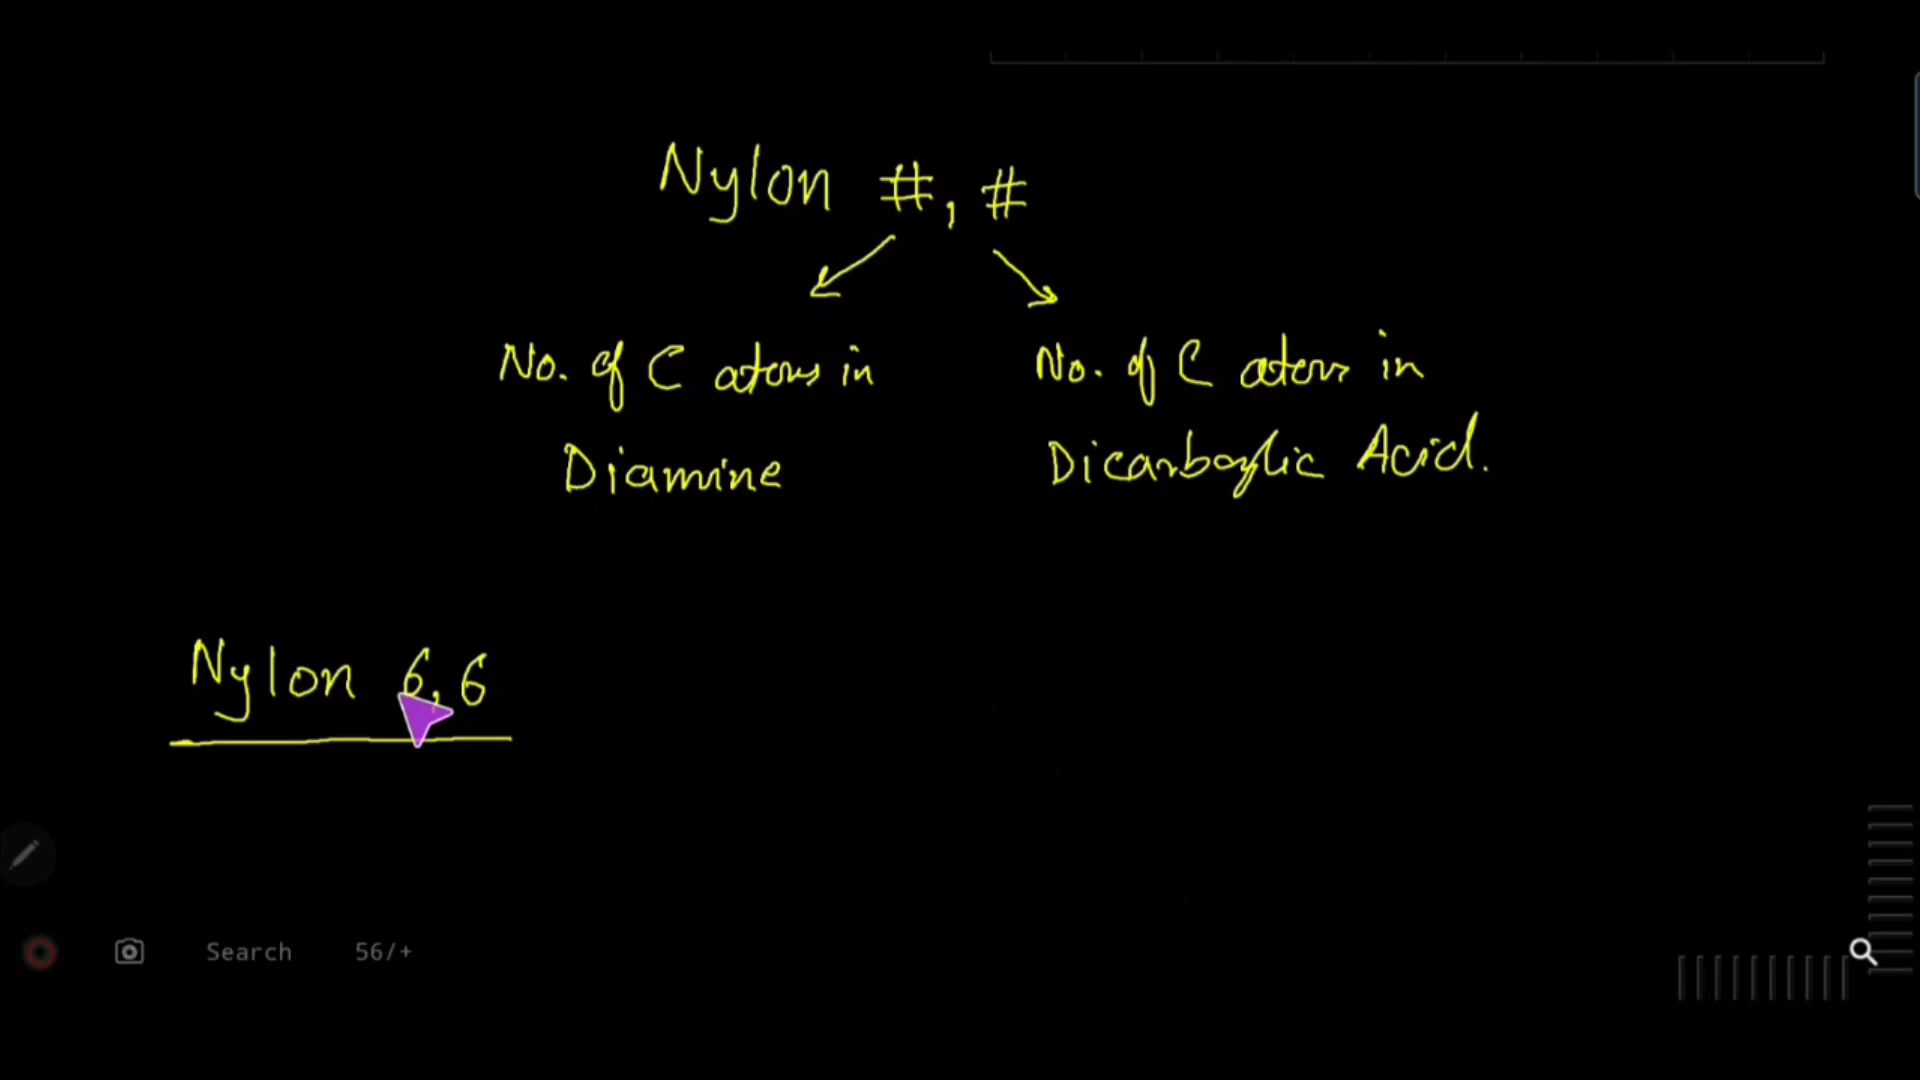 Nylon #, #
No. of C atoms in
Diamine
No. of C atoms in
Dicarboxylic Acid.
Nylon 6, 6
Search 56/+